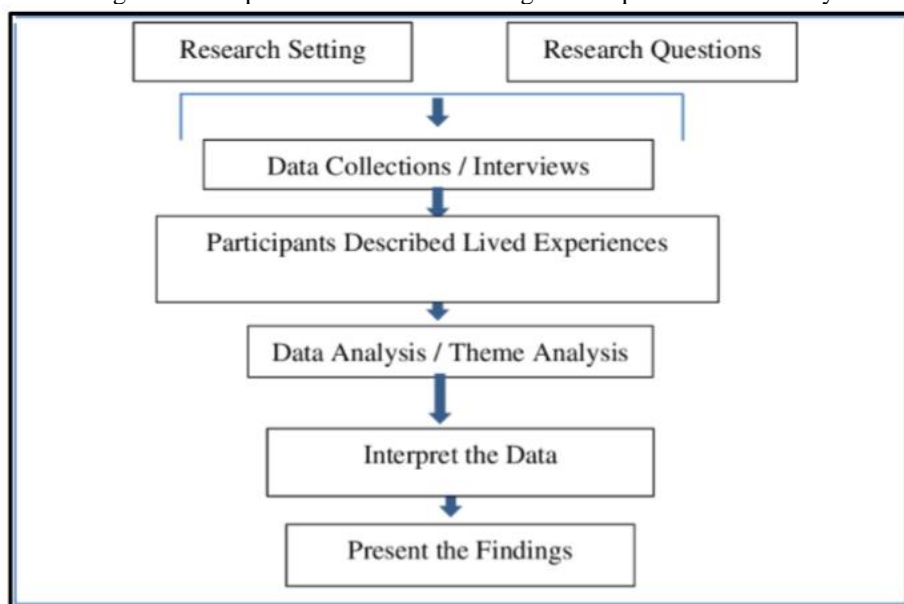 Research Setting
Research Questions
Data Collections / Interviews
Participants Described Lived Experiences
Data Analysis / Theme Analysis
Interpret the Data
Present the Findings